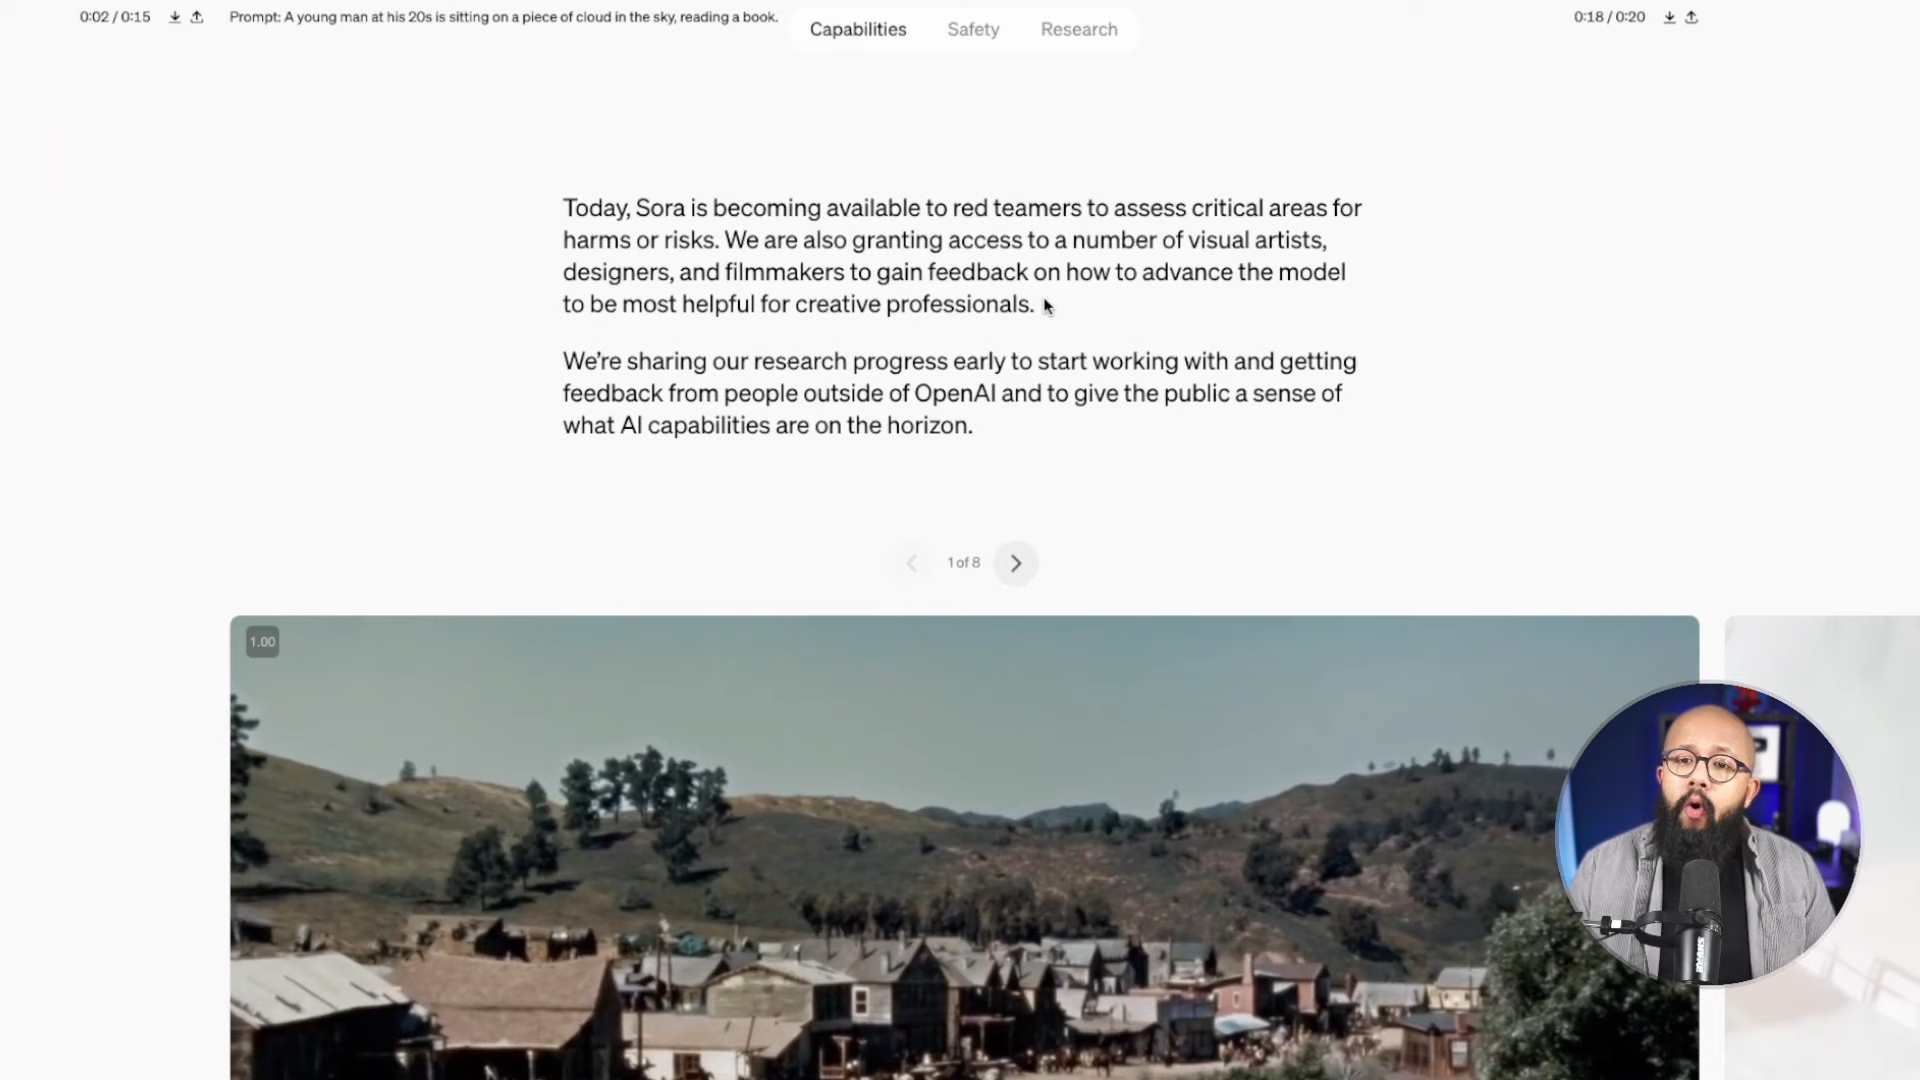 0:02 / 0:15
Prompt: A young man at his 20s is sitting on a piece of cloud in the sky, reading a book.
Capabilities
Safety
Research
0:18 / 0:20
Today, Sora is becoming available to red teamers to assess critical areas for
harms or risks. We are also granting access to a number of visual artists,
designers, and filmmakers to gain feedback on how to advance the model
to be most helpful for creative professionals.
We’re sharing our research progress early to start working with and getting
feedback from people outside of OpenAI and to give the public a sense of
what AI capabilities are on the horizon.
1 of 8
1.00
SHURE